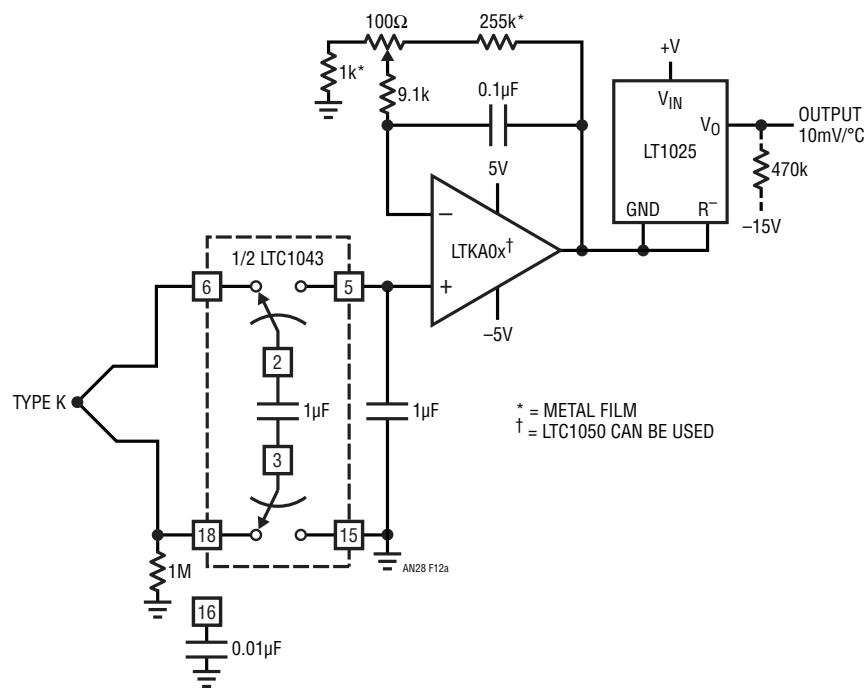 100Ω
255k*
1k*
9.1k
0.1µF
+V
V_IN
V_O
OUTPUT
10mV/°C
LT1025
470k
GND
R⁻
–15V
5V
–
LTKA0x†
+
–5V
1/2 LTC1043
6
5
2
TYPE K
1µF
1µF
3
* = METAL FILM
† = LTC1050 CAN BE USED
18
15
AN28 F12a
1M
16
0.01µF